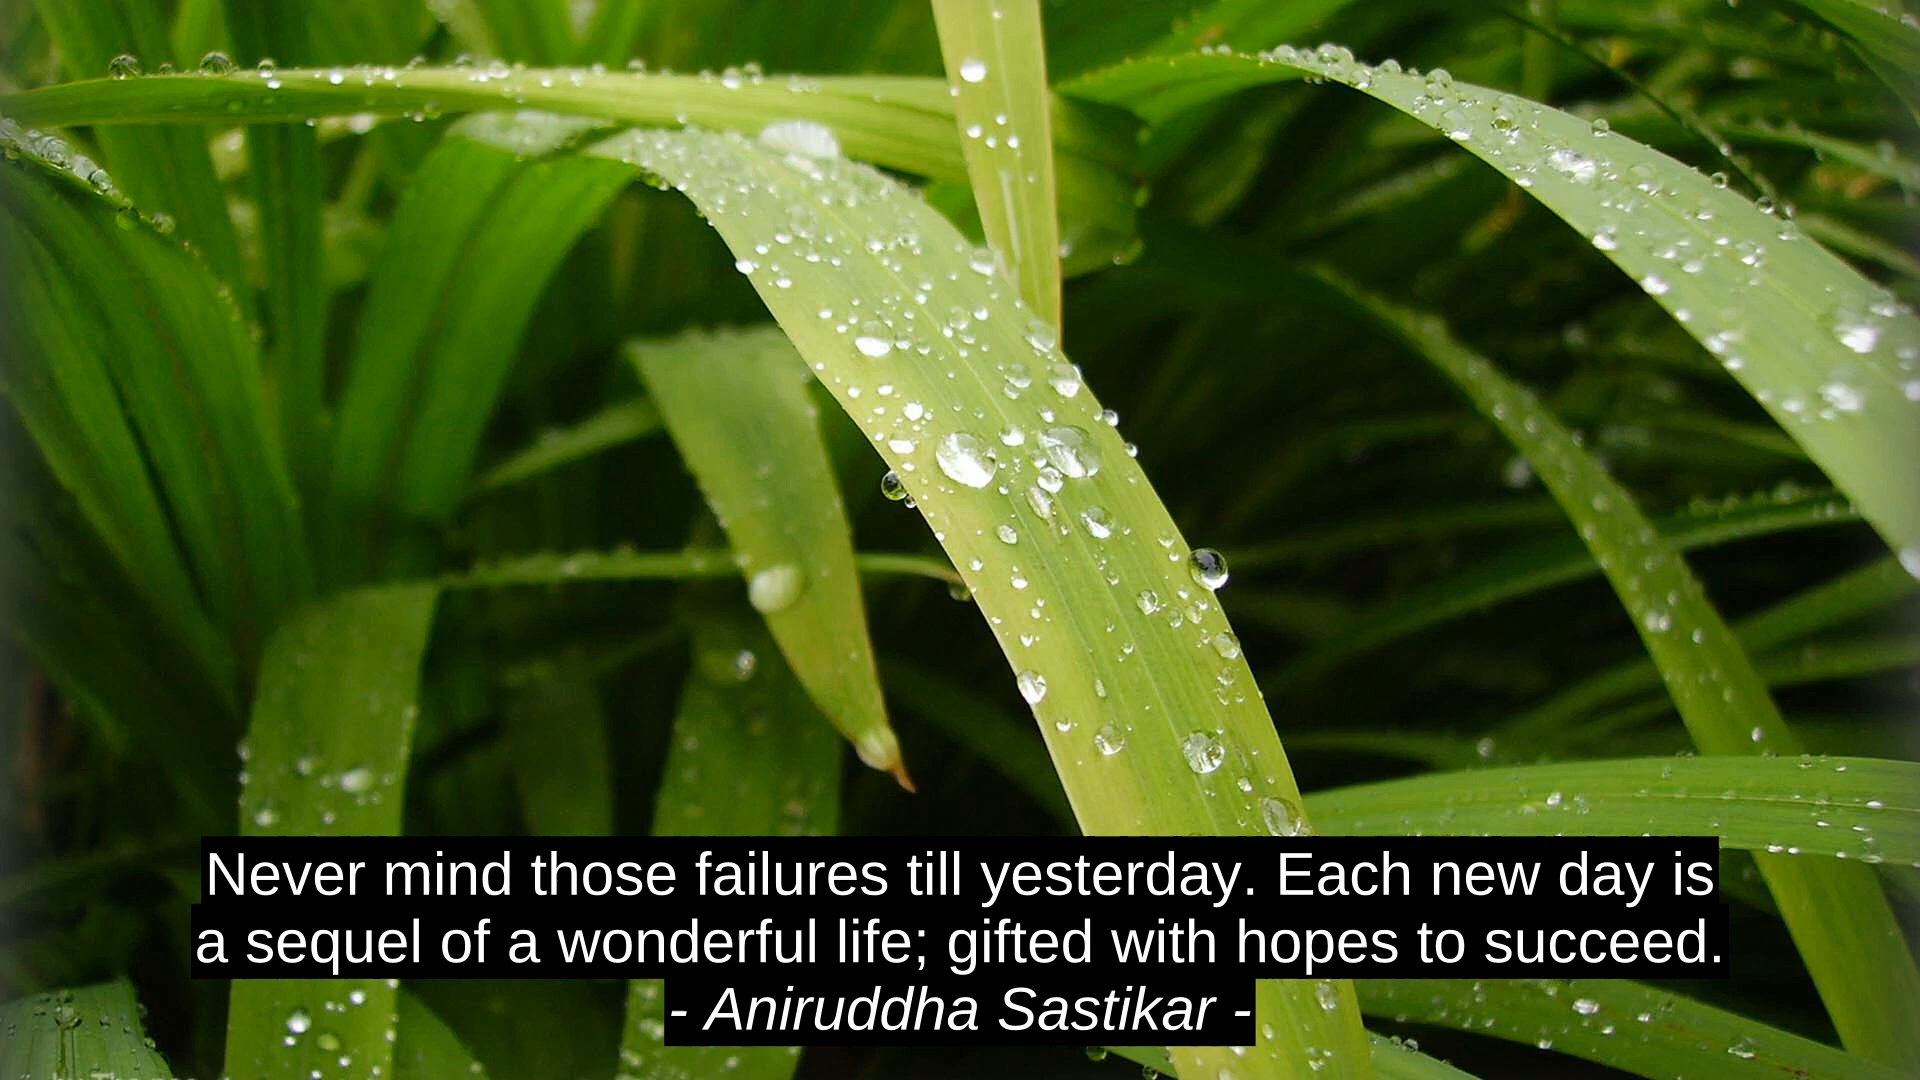 Never mind those failures till yesterday. Each new day is
a sequel of a wonderful life; gifted with hopes to succeed.
- Aniruddha Sastikar -